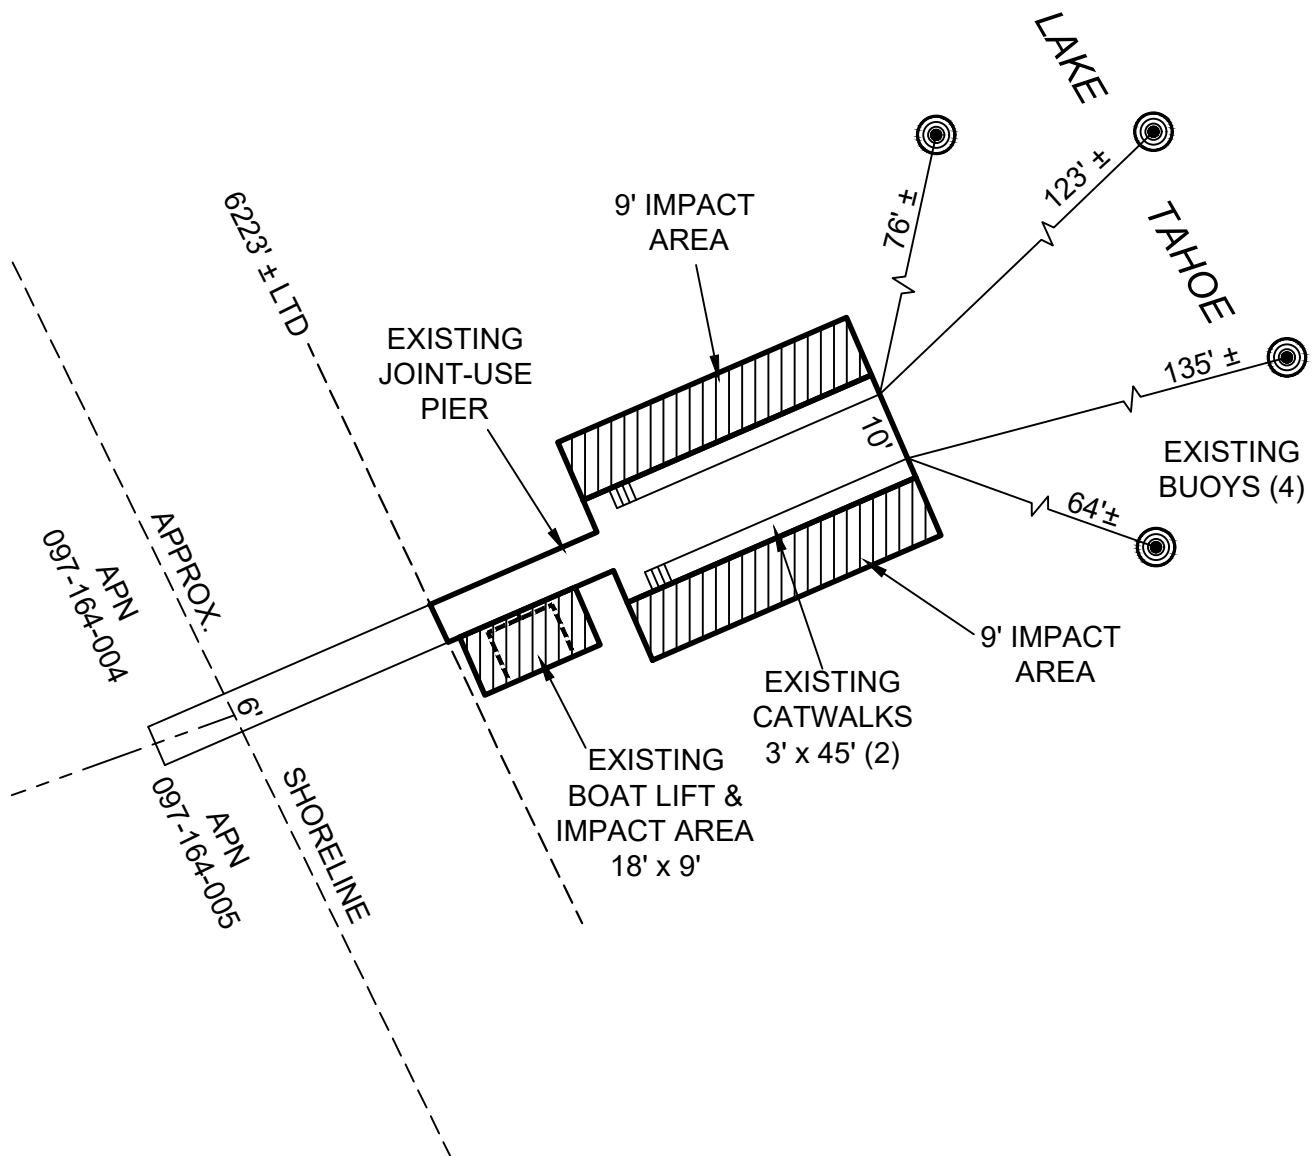 LAKE
TAHOE
76' ±
123' ±
135' ±
64'±
9' IMPACT
AREA
6223' ± LTD
EXISTING
JOINT-USE
PIER
10'
EXISTING
BUOYS (4)
APPROX.
SHORELINE
APN
097-164-004
6'
APN
097-164-005
9' IMPACT
AREA
EXISTING
CATWALKS
3' x 45' (2)
EXISTING
BOAT LIFT &
IMPACT AREA
18' x 9'